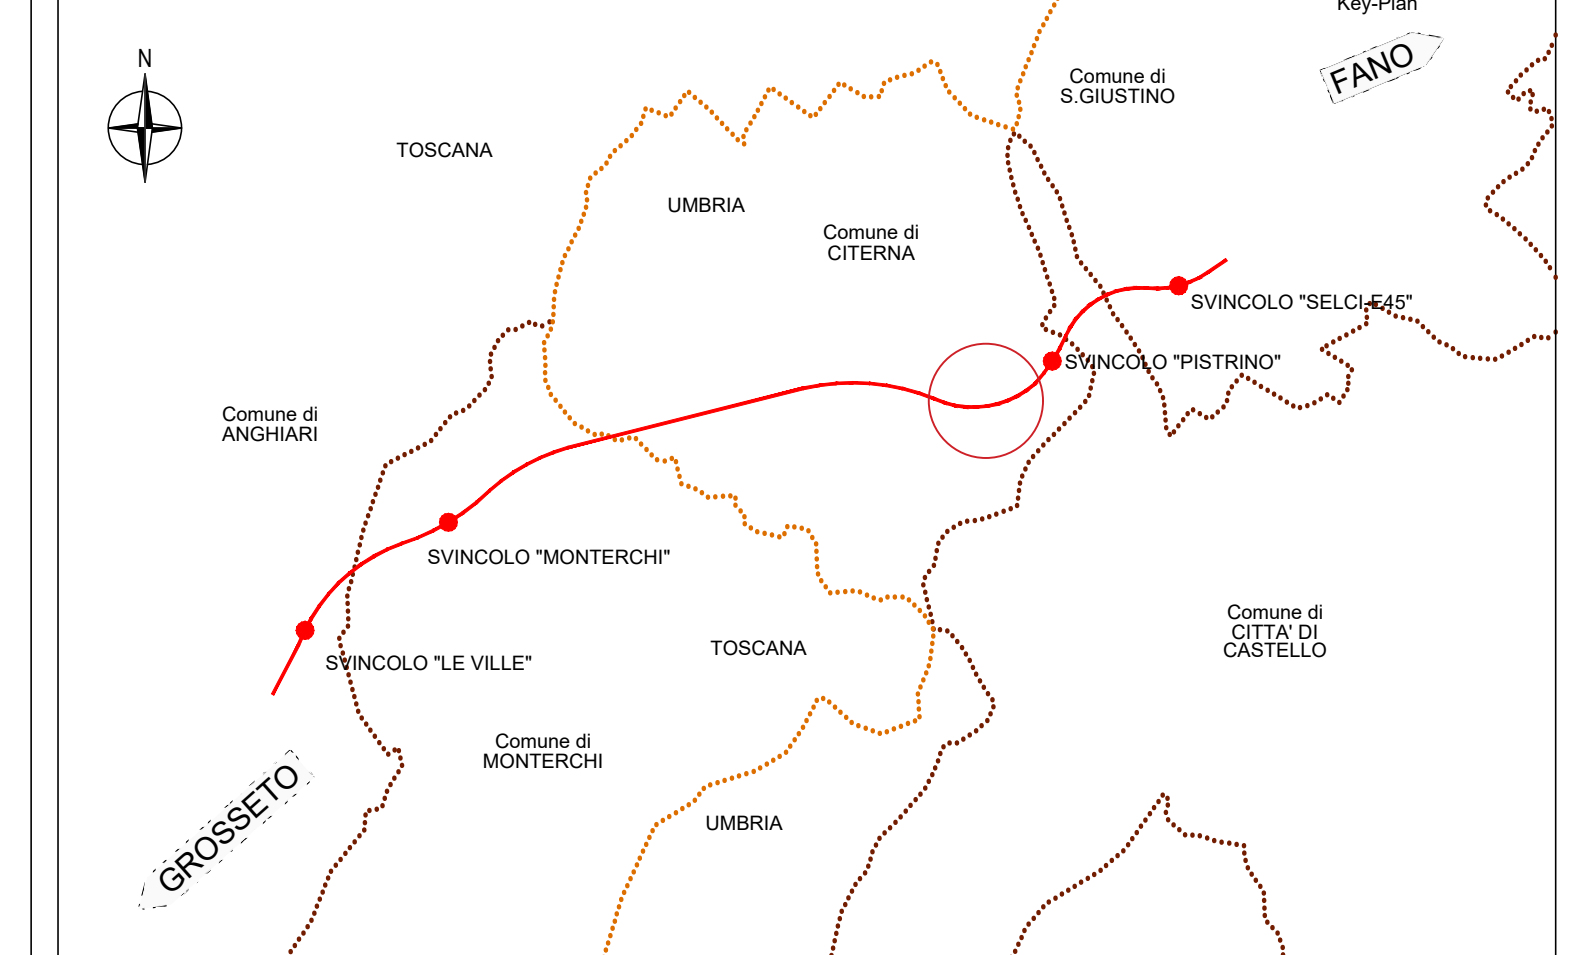 Key-Plan
N
FANO
Comune di
S.GIUSTINO
TOSCANA
UMBRIA
Comune di
CITERNA
SVINCOLO "SELCI-E45"
SVINCOLO "PISTRINO"
Comune di
ANGHIARI
SVINCOLO "MONTERCHI"
Comune di
CITTA' DI
CASTELLO
TOSCANA
SVINCOLO "LE VILLE"
Comune di
MONTERCHI
GROSSETO
UMBRIA